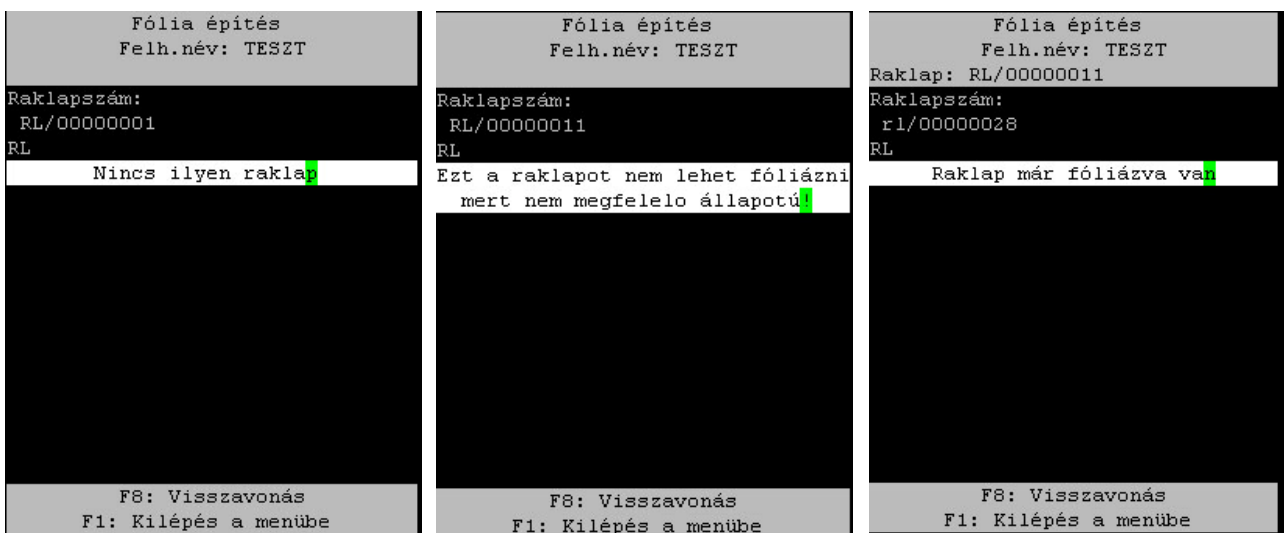 Fólia építés
Felh.név: TESZT
Raklapszám:
RL/00000001
RL
Nincs ilyen raklap
F8: Visszavonás
F1: Kilépés a menübe
Fólia építés
Felh.név: TESZT
Raklapszám:
RL/00000011
RL
Ezt a raklapot nem lehet fóliázni
mert nem megfelelo állapotú!
F8: Visszavonás
F1: Kilépés a menübe
Fólia építés
Felh.név: TESZT
Raklap: RL/00000011
Raklapszám:
rl/00000028
RL
Raklap már fóliázva van
F8: Visszavonás
F1: Kilépés a menübe